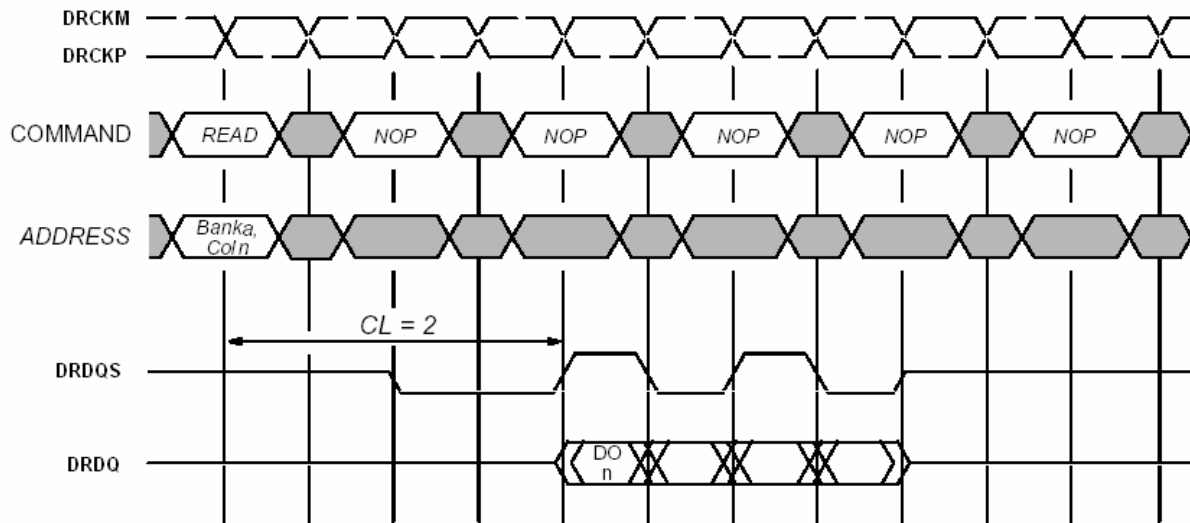 DRCKM
DRCKP
COMMAND READ NOP NOP NOP NOP NOP
ADDRESS Banka,
Coln
CL = 2
DRDQS
DRDQ DO
n